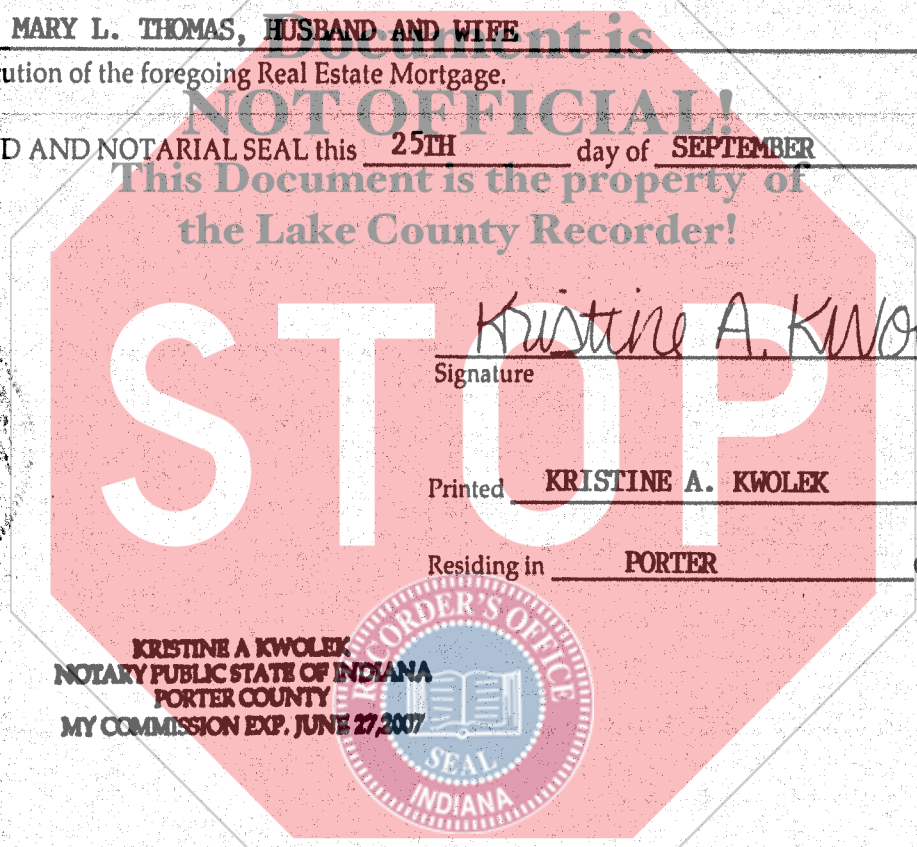 MARY L. THOMAS, HUSBAND AND WIFE
Document is
ution of the foregoing Real Estate Mortgage.
NOT OFFICIAL!
D AND NOTARIAL SEAL this 25TH day of SEPTEMBER
This Document is the property of
the Lake County Recorder!
STOP
Kristine A. Kwo
Signature
Printed KRISTINE A. KWOLEK
Residing in PORTER
RECORDER'S OFFICE
KRISTINE A KWOLEK
NOTARY PUBLIC STATE OF INDIANA
PORTER COUNTY
MY COMMISSION EXP. JUNE 27,2007
SEAL
INDIANA